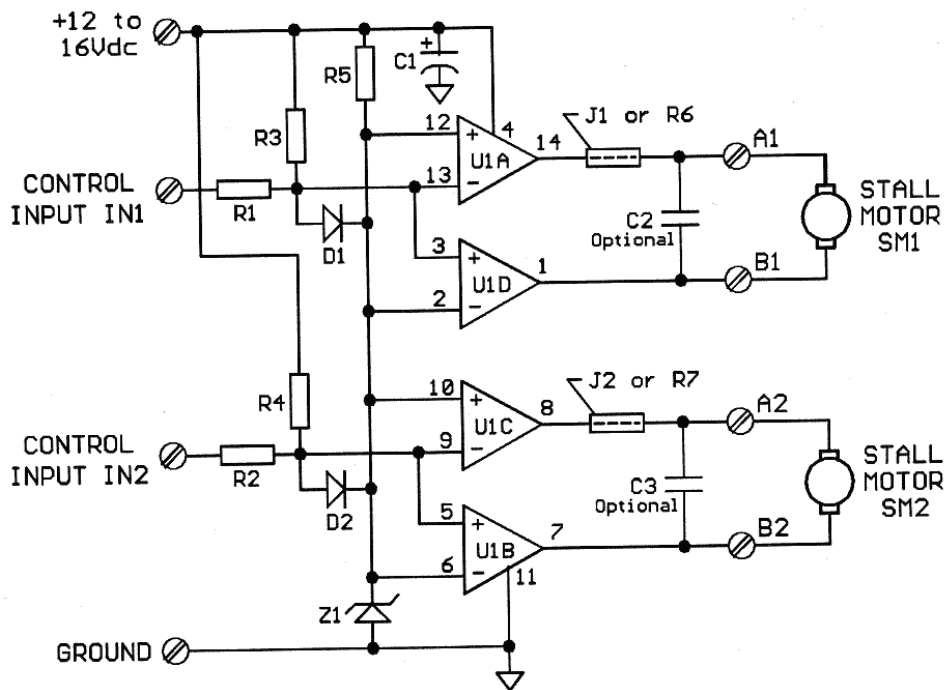 +12 to
16Vdc
C1
+
R5
R3
12
4
14
J1 or R6
A1
+
U1A
-
13
CONTROL
INPUT IN1
R1
D1
C2
Optional
STALL
MOTOR
SM1
3
+
U1D
-
1
2
B1
R4
10
+
U1C
-
8
J2 or R7
A2
9
CONTROL
INPUT IN2
R2
D2
C3
Optional
STALL
MOTOR
SM2
5
+
U1B
-
7
6
11
B2
Z1
GROUND